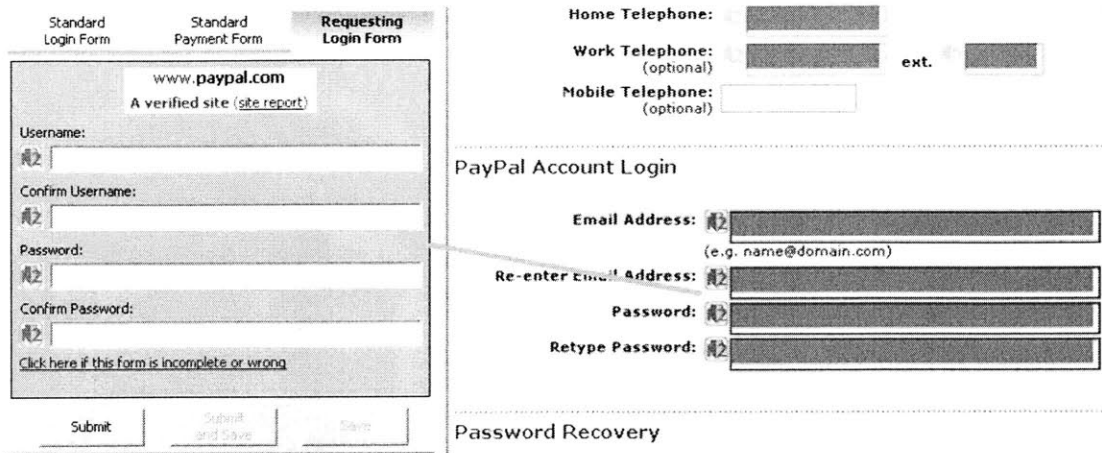 Standard
Login Form
Standard
Payment Form
Requesting
Login Form
www.paypal.com
A verified site (site report)
Username:
Confirm Username:
Password:
Confirm Password:
Click here if this form is incomplete or wrong
Submit
Submit
and Save
Save
Home Telephone:
Work Telephone:
(optional)
ext.
Mobile Telephone:
(optional)
PayPal Account Login
Email Address:
(e.g. name@domain.com)
Re-enter Email Address:
Password:
Retype Password:
Password Recovery